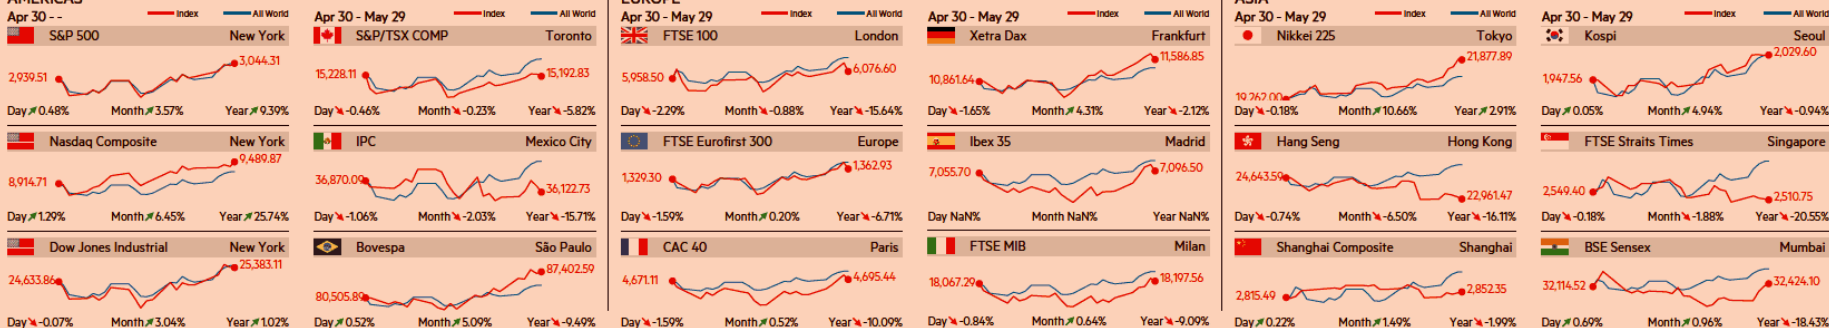 AMERICAS
EUROPE
ASIA
Apr 30 - - Index All World
S&P 500 New York
2,939.51 3,044.31
Day 0.48% Month 3.57% Year 9.39%
Nasdaq Composite New York
8,914.71 9,489.87
Day 1.29% Month 6.45% Year 25.74%
Dow Jones Industrial New York
24,633.86 25,383.11
Day -0.07% Month 3.04% Year 1.02%
Apr 30 - May 29 Index All World
S&P/TSX COMP Toronto
15,228.11 15,192.83
Day -0.46% Month -0.23% Year -5.82%
IPC Mexico City
36,870.09 36,122.73
Day -1.06% Month -2.03% Year -15.71%
Bovespa São Paulo
80,505.89 87,402.59
Day 0.52% Month 5.09% Year -9.49%
Apr 30 - May 29 Index All World
FTSE 100 London
5,958.50 6,076.60
Day -2.29% Month -0.88% Year -15.64%
FTSE Eurofirst 300 Europe
1,329.30 1,362.93
Day -1.59% Month 0.20% Year -6.71%
CAC 40 Paris
4,671.11 4,695.44
Day -1.59% Month 0.52% Year -10.09%
Apr 30 - May 29 Index All World
Xetra Dax Frankfurt
10,861.64 11,586.85
Day -1.65% Month 4.31% Year -2.12%
Ibex 35 Madrid
7,055.70 7,096.50
Day NaN% Month NaN% Year NaN%
FTSE MIB Milan
18,067.29 18,197.56
Day -0.84% Month 0.64% Year -9.09%
Apr 30 - May 29 Index All World
Nikkei 225 Tokyo
19,262.00 21,877.89
Day -0.18% Month 10.66% Year 2.91%
Hang Seng Hong Kong
24,643.59 22,961.47
Day -0.74% Month -6.50% Year -16.11%
Shanghai Composite Shanghai
2,815.49 2,852.35
Day 0.22% Month 1.49% Year -1.99%
Apr 30 - May 29 Index All World
Kospi Seoul
1,947.56 2,029.60
Day 0.05% Month 4.94% Year -0.94%
FTSE Straits Times Singapore
2,549.40 2,510.75
Day -0.18% Month -1.88% Year -20.55%
BSE Sensex Mumbai
32,114.52 32,424.10
Day 0.69% Month 0.96% Year -18.43%